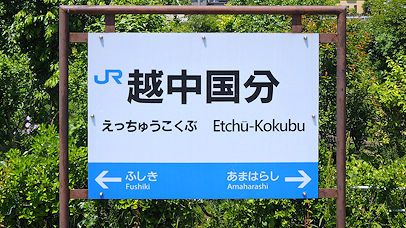 JR 越中国分
えっちゅうこくぶ Etchū-Kokubu
← ふしき あまはらし →
Fushiki Amaharashi